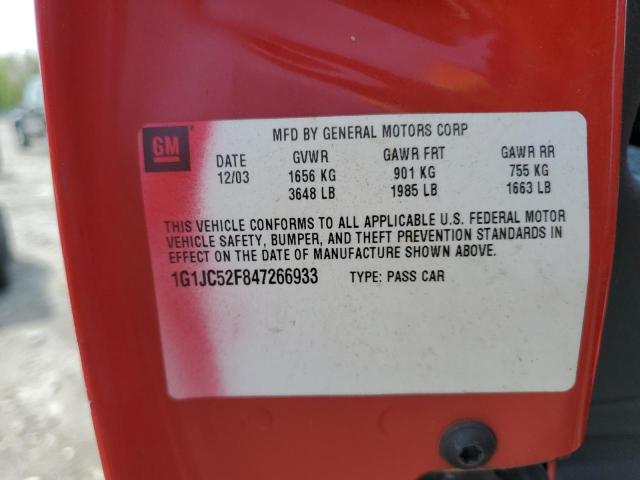 MFD BY GENERAL MOTORS CORP
GM
DATE GVWR GAWR FRT GAWR RR
12/03 1656 KG 901 KG 755 KG
3648 LB 1985 LB 1663 LB
THIS VEHICLE CONFORMS TO ALL APPLICABLE U.S. FEDERAL MOTOR
VEHICLE SAFETY, BUMPER, AND THEFT PREVENTION STANDARDS IN
EFFECT ON THE DATE OF MANUFACTURE SHOWN ABOVE.
1G1JC52F847266933 TYPE: PASS CAR